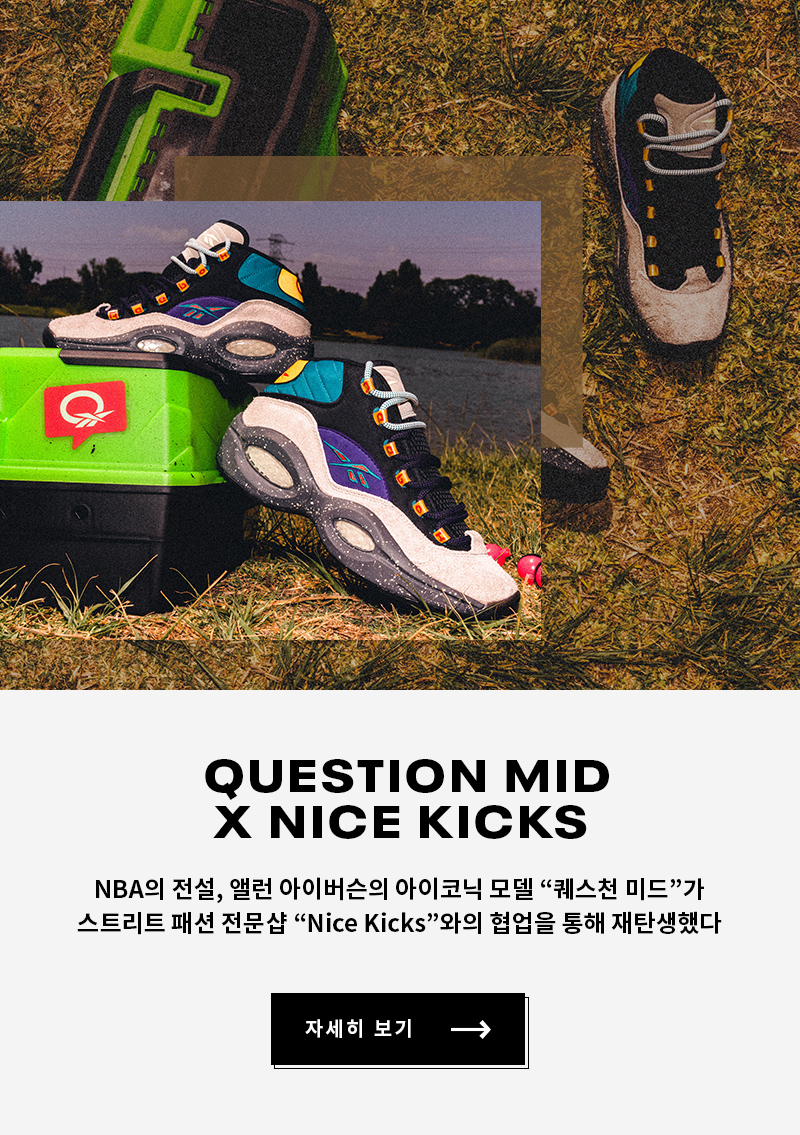 QUESTION MID
X NICE KICKS
NBA의 전설, 앨런 아이버슨의 아이코닉 모델 “퀘스천 미드”가
스트리트 패션 전문샵 “Nice Kicks”와의 협업을 통해 재탄생했다
자세히 보기